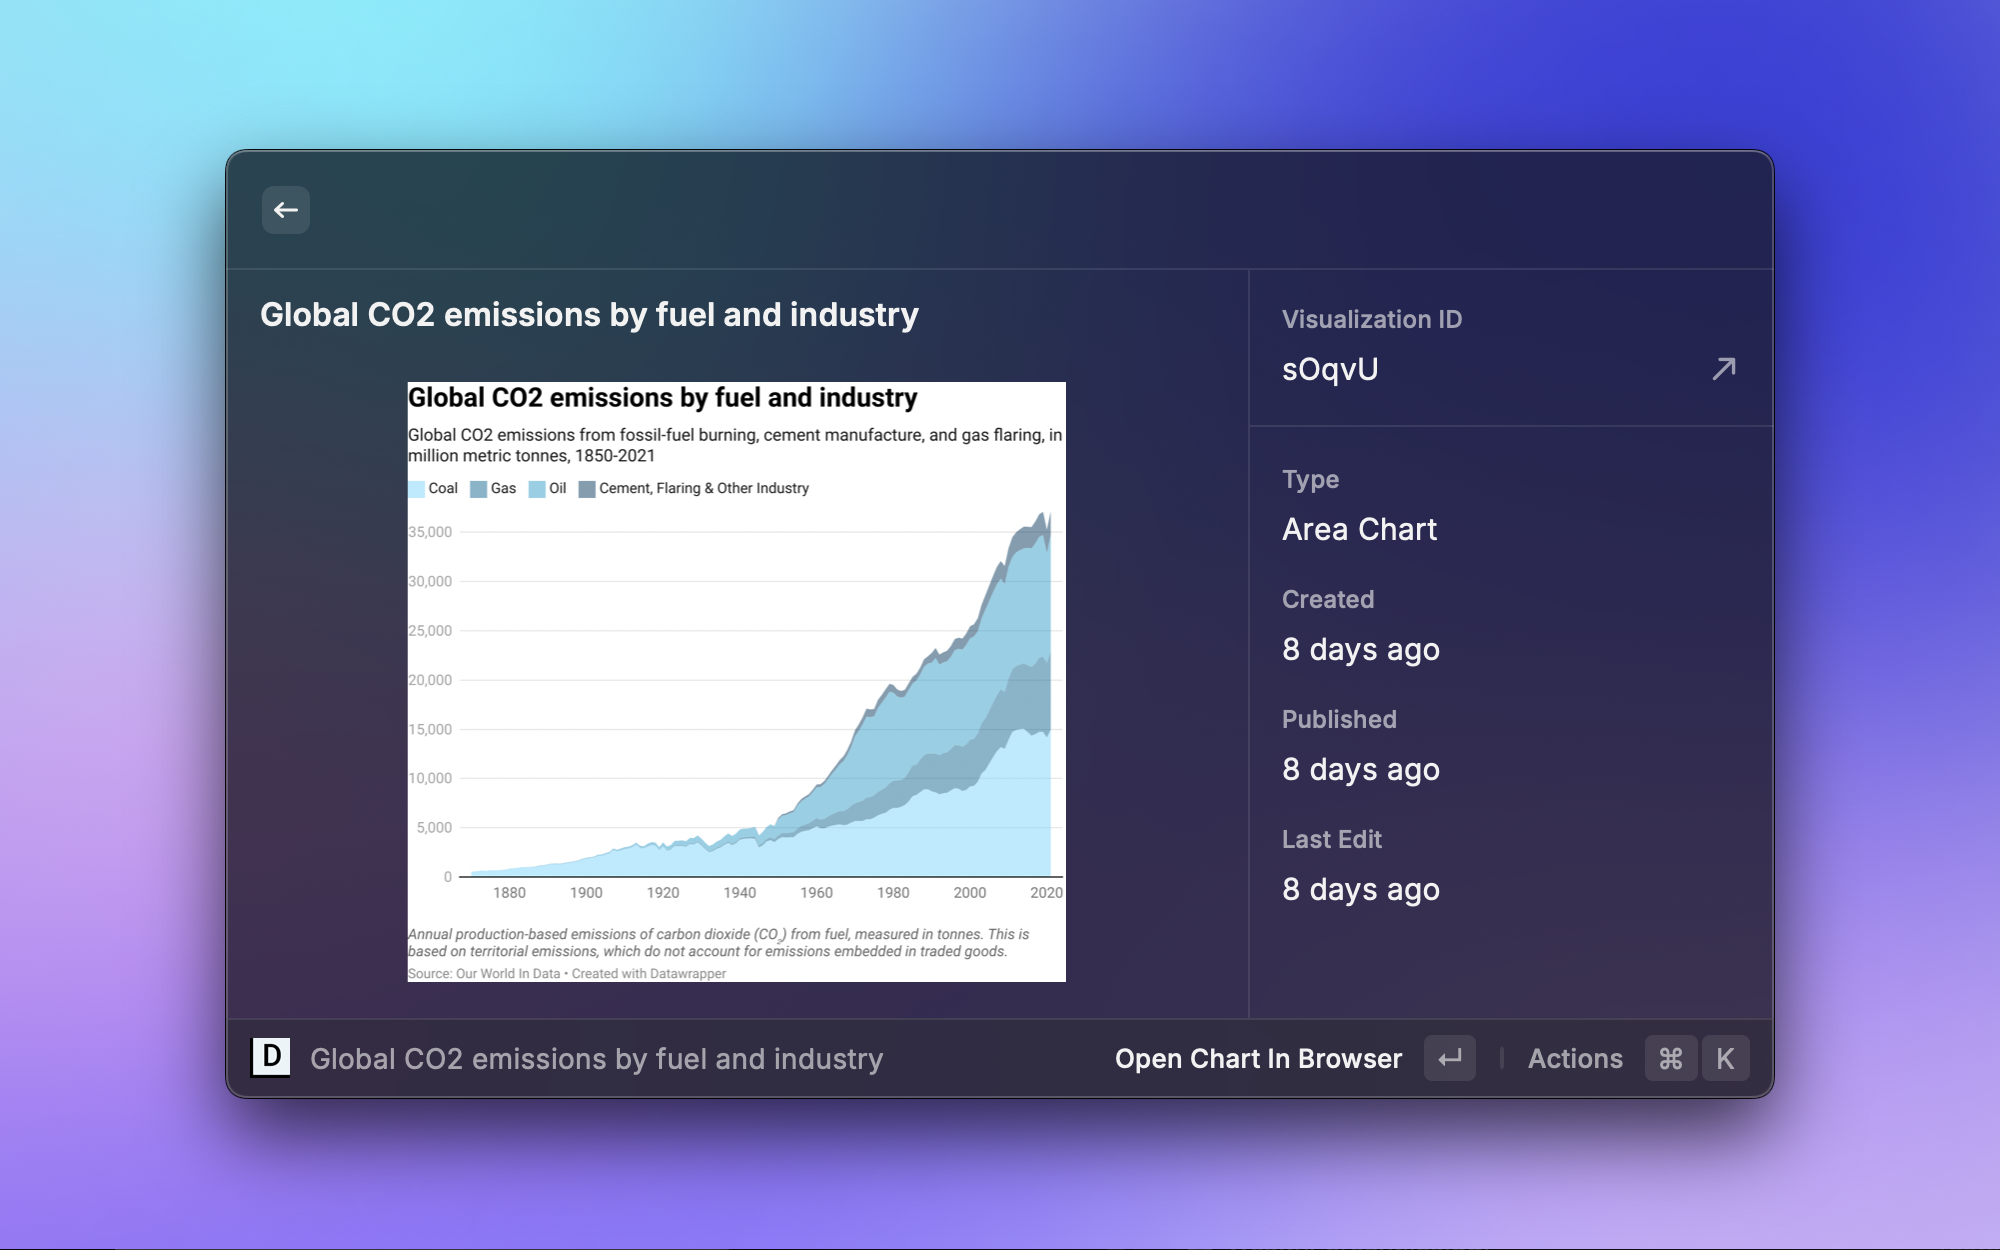 Global CO2 emissions by fuel and industry
Global CO2 emissions by fuel and industry
Global CO2 emissions from fossil-fuel burning, cement manufacture, and gas flaring, in
million metric tonnes, 1850-2021
Coal Gas Oil Cement, Flaring & Other Industry
35,000
30,000
25,000
20,000
15,000
10,000
5,000
0
1880 1900 1920 1940 1960 1980 2000 2020
Annual production-based emissions of carbon dioxide (CO₂) from fuel, measured in tonnes. This is
based on territorial emissions, which do not account for emissions embedded in traded goods.
Source: Our World In Data • Created with Datawrapper
Visualization ID
sOqvU
Type
Area Chart
Created
8 days ago
Published
8 days ago
Last Edit
8 days ago
D Global CO2 emissions by fuel and industry
Open Chart In Browser ↵ Actions ⌘ K